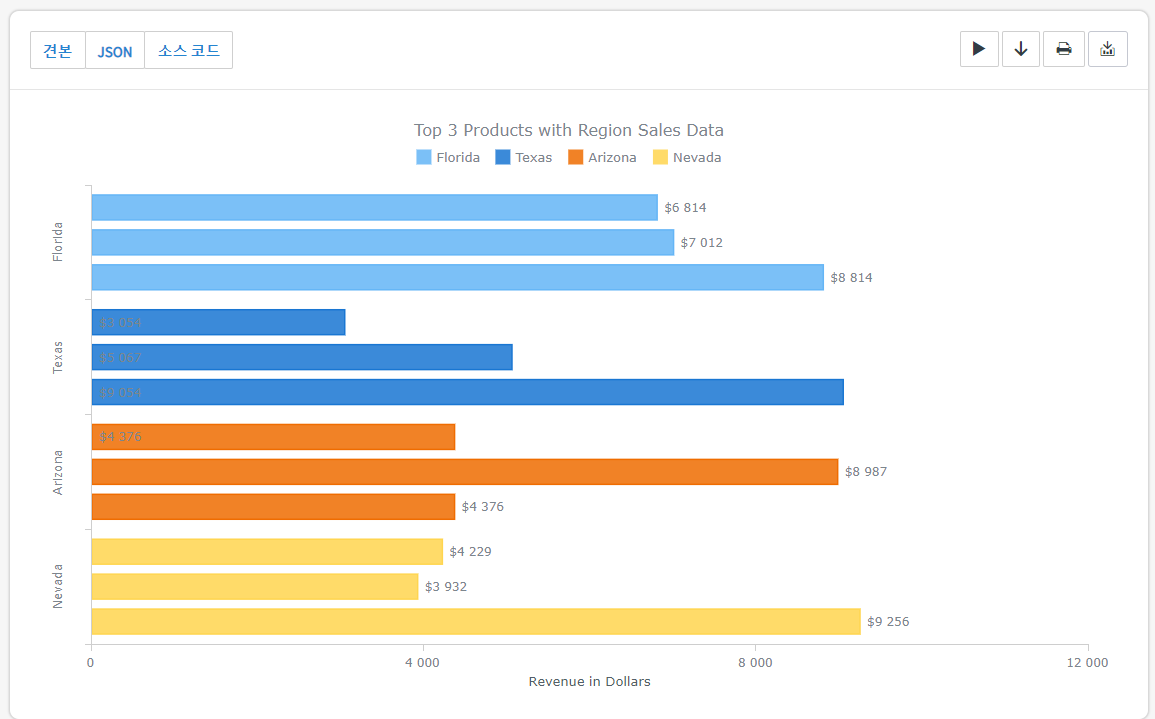 견본 JSON 소스 코드
Top 3 Products with Region Sales Data
Florida Texas Arizona Nevada
Florida
$6 814
$7 012
$8 814
Texas
$3 054
$5 067
$9 054
Arizona
$4 376
$8 987
$4 376
Nevada
$4 229
$3 932
$9 256
0 4 000 8 000 12 000
Revenue in Dollars